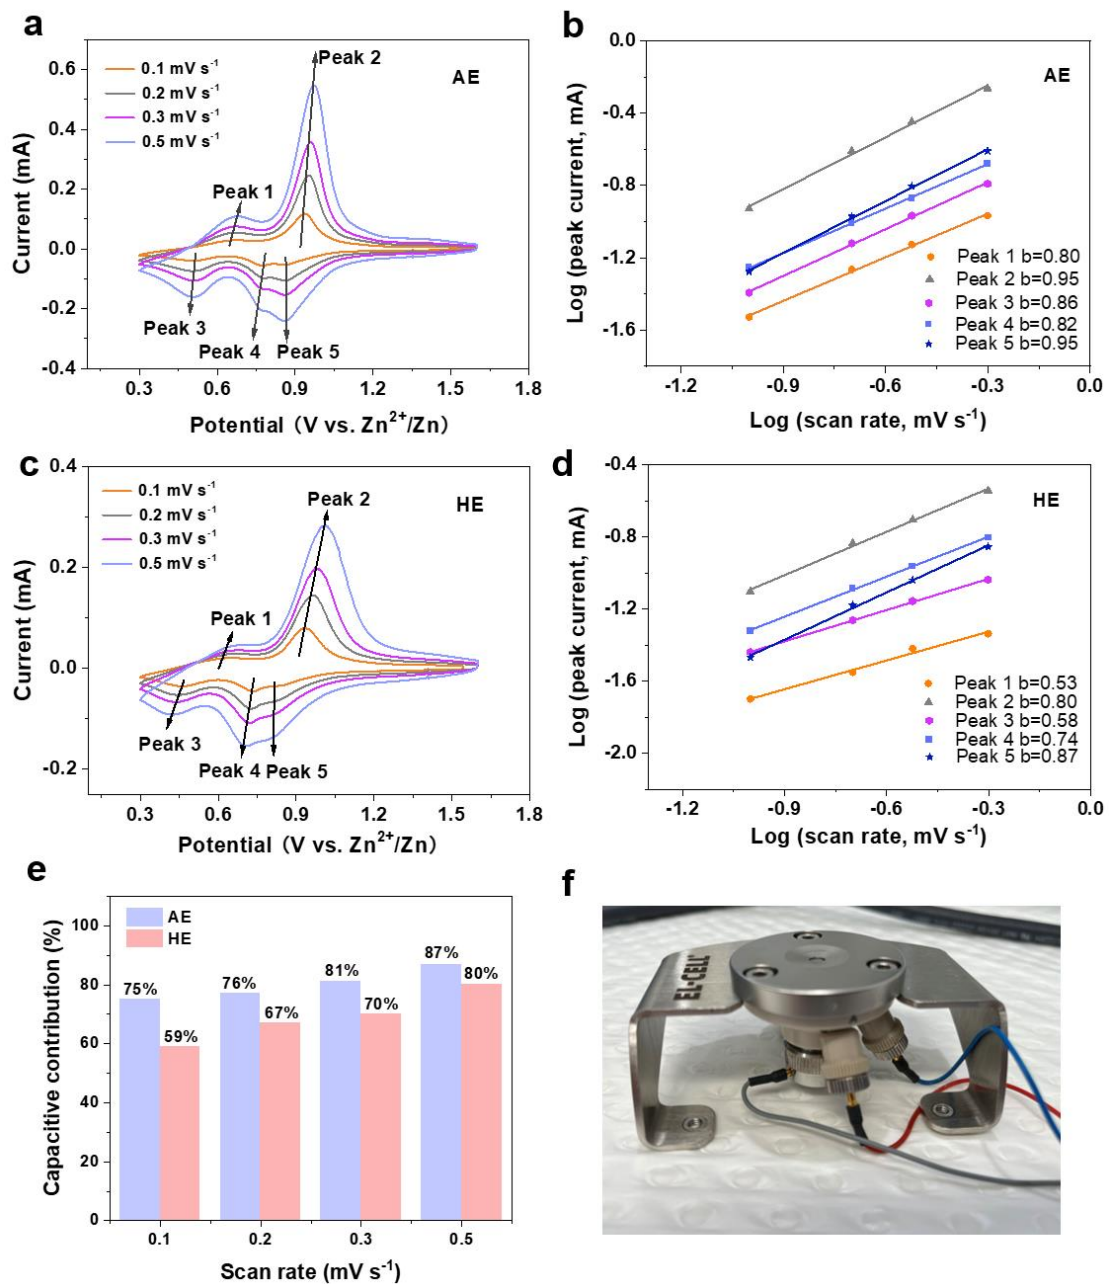 a
0.6
0.4
0.2
0.0
-0.2
-0.4
Current (mA)
0.1 mV s⁻¹
0.2 mV s⁻¹
0.3 mV s⁻¹
0.5 mV s⁻¹
Peak 2
AE
Peak 1
Peak 3
Peak 4
Peak 5
0.3 0.6 0.9 1.2 1.5 1.8
Potential (V vs. Zn²⁺/Zn)
b
0.0
-0.4
-0.8
-1.2
-1.6
Log (peak current, mA)
AE
Peak 1 b=0.80
Peak 2 b=0.95
Peak 3 b=0.86
Peak 4 b=0.82
Peak 5 b=0.95
-1.2 -0.9 -0.6 -0.3 0.0
Log (scan rate, mV s⁻¹)
c
0.4
0.2
0.0
-0.2
Current (mA)
0.1 mV s⁻¹
0.2 mV s⁻¹
0.3 mV s⁻¹
0.5 mV s⁻¹
Peak 2
HE
Peak 1
Peak 3
Peak 4 Peak 5
0.3 0.6 0.9 1.2 1.5 1.8
Potential (V vs. Zn²⁺/Zn)
d
-0.4
-0.8
-1.2
-1.6
-2.0
Log (peak current, mA)
HE
Peak 1 b=0.53
Peak 2 b=0.80
Peak 3 b=0.58
Peak 4 b=0.74
Peak 5 b=0.87
-1.2 -0.9 -0.6 -0.3 0.0
Log (scan rate, mV s⁻¹)
e
100
80
60
40
20
0
Capacitive contribution (%)
AE
HE
75%
59%
76%
67%
81%
70%
87%
80%
0.1 0.2 0.3 0.5
Scan rate (mV s⁻¹)
f
EL-CELL®